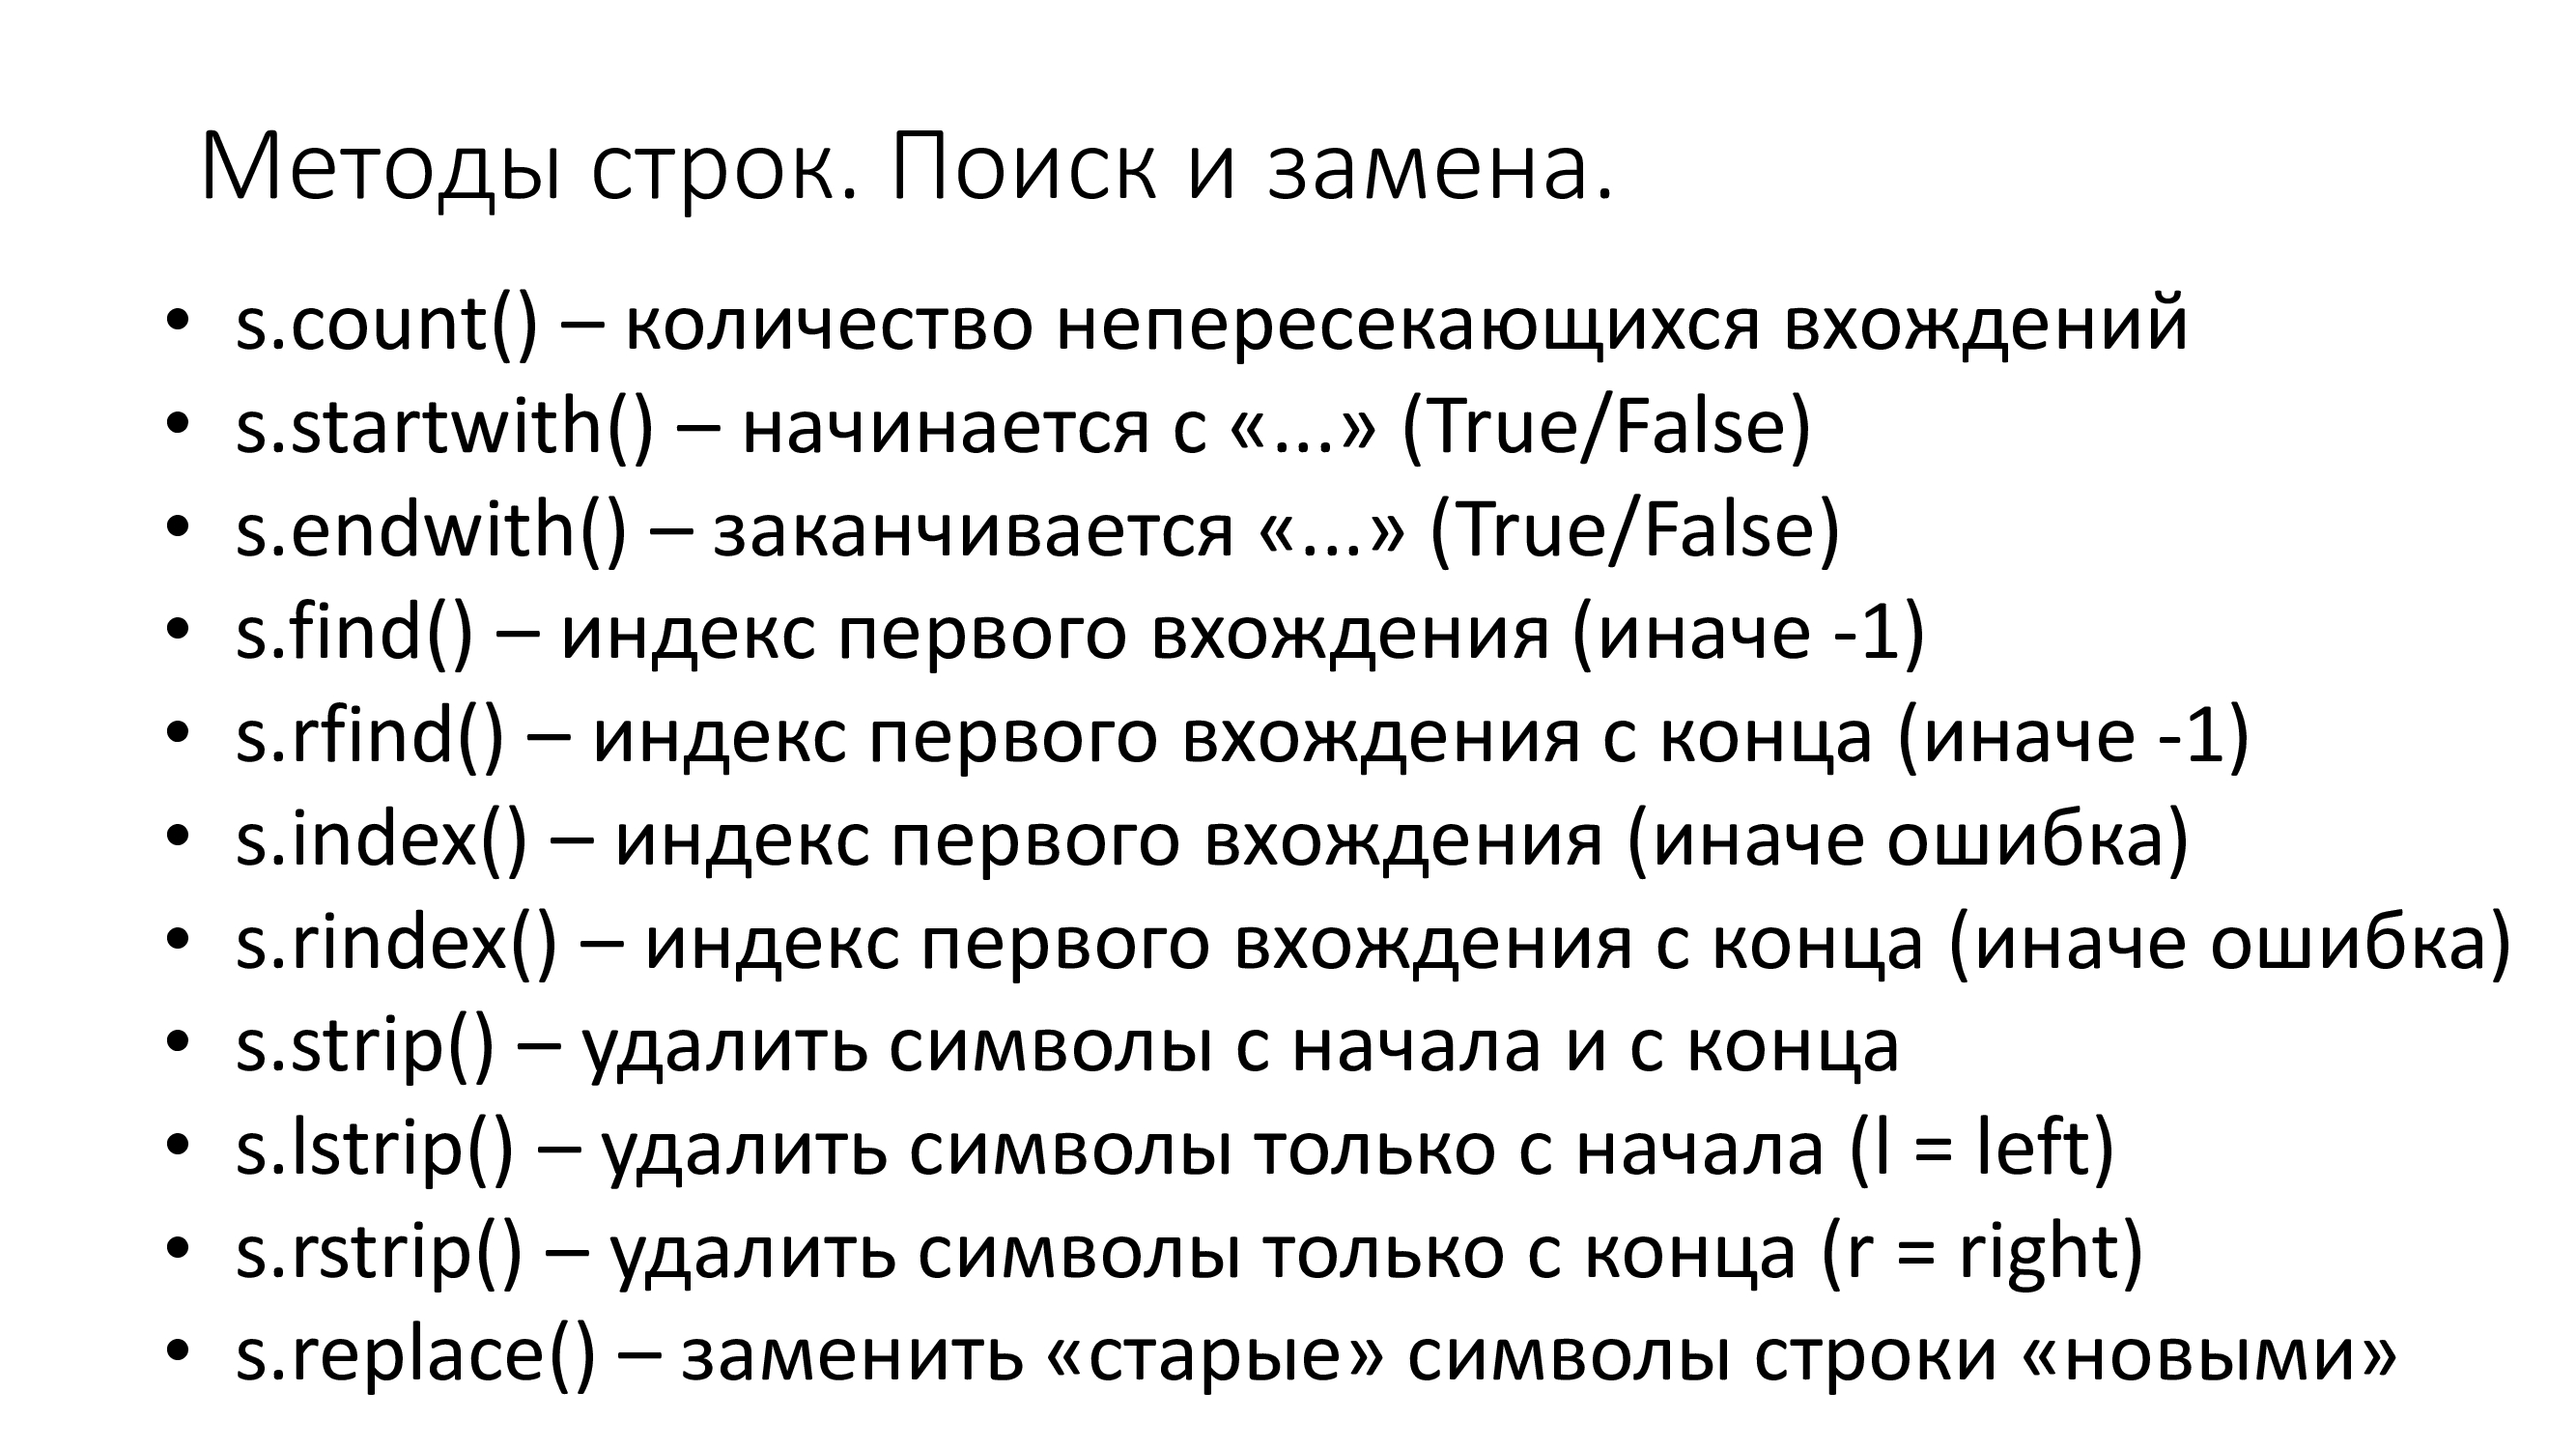 Методы строк. Поиск и замена.
• s.count() – количество непересекающихся вхождений
• s.startwith() – начинается с «...» (True/False)
• s.endwith() – заканчивается «...» (True/False)
• s.find() – индекс первого вхождения (иначе -1)
• s.rfind() – индекс первого вхождения с конца (иначе -1)
• s.index() – индекс первого вхождения (иначе ошибка)
• s.rindex() – индекс первого вхождения с конца (иначе ошибка)
• s.strip() – удалить символы с начала и с конца
• s.lstrip() – удалить символы только с начала (l = left)
• s.rstrip() – удалить символы только с конца (r = right)
• s.replace() – заменить «старые» символы строки «новыми»